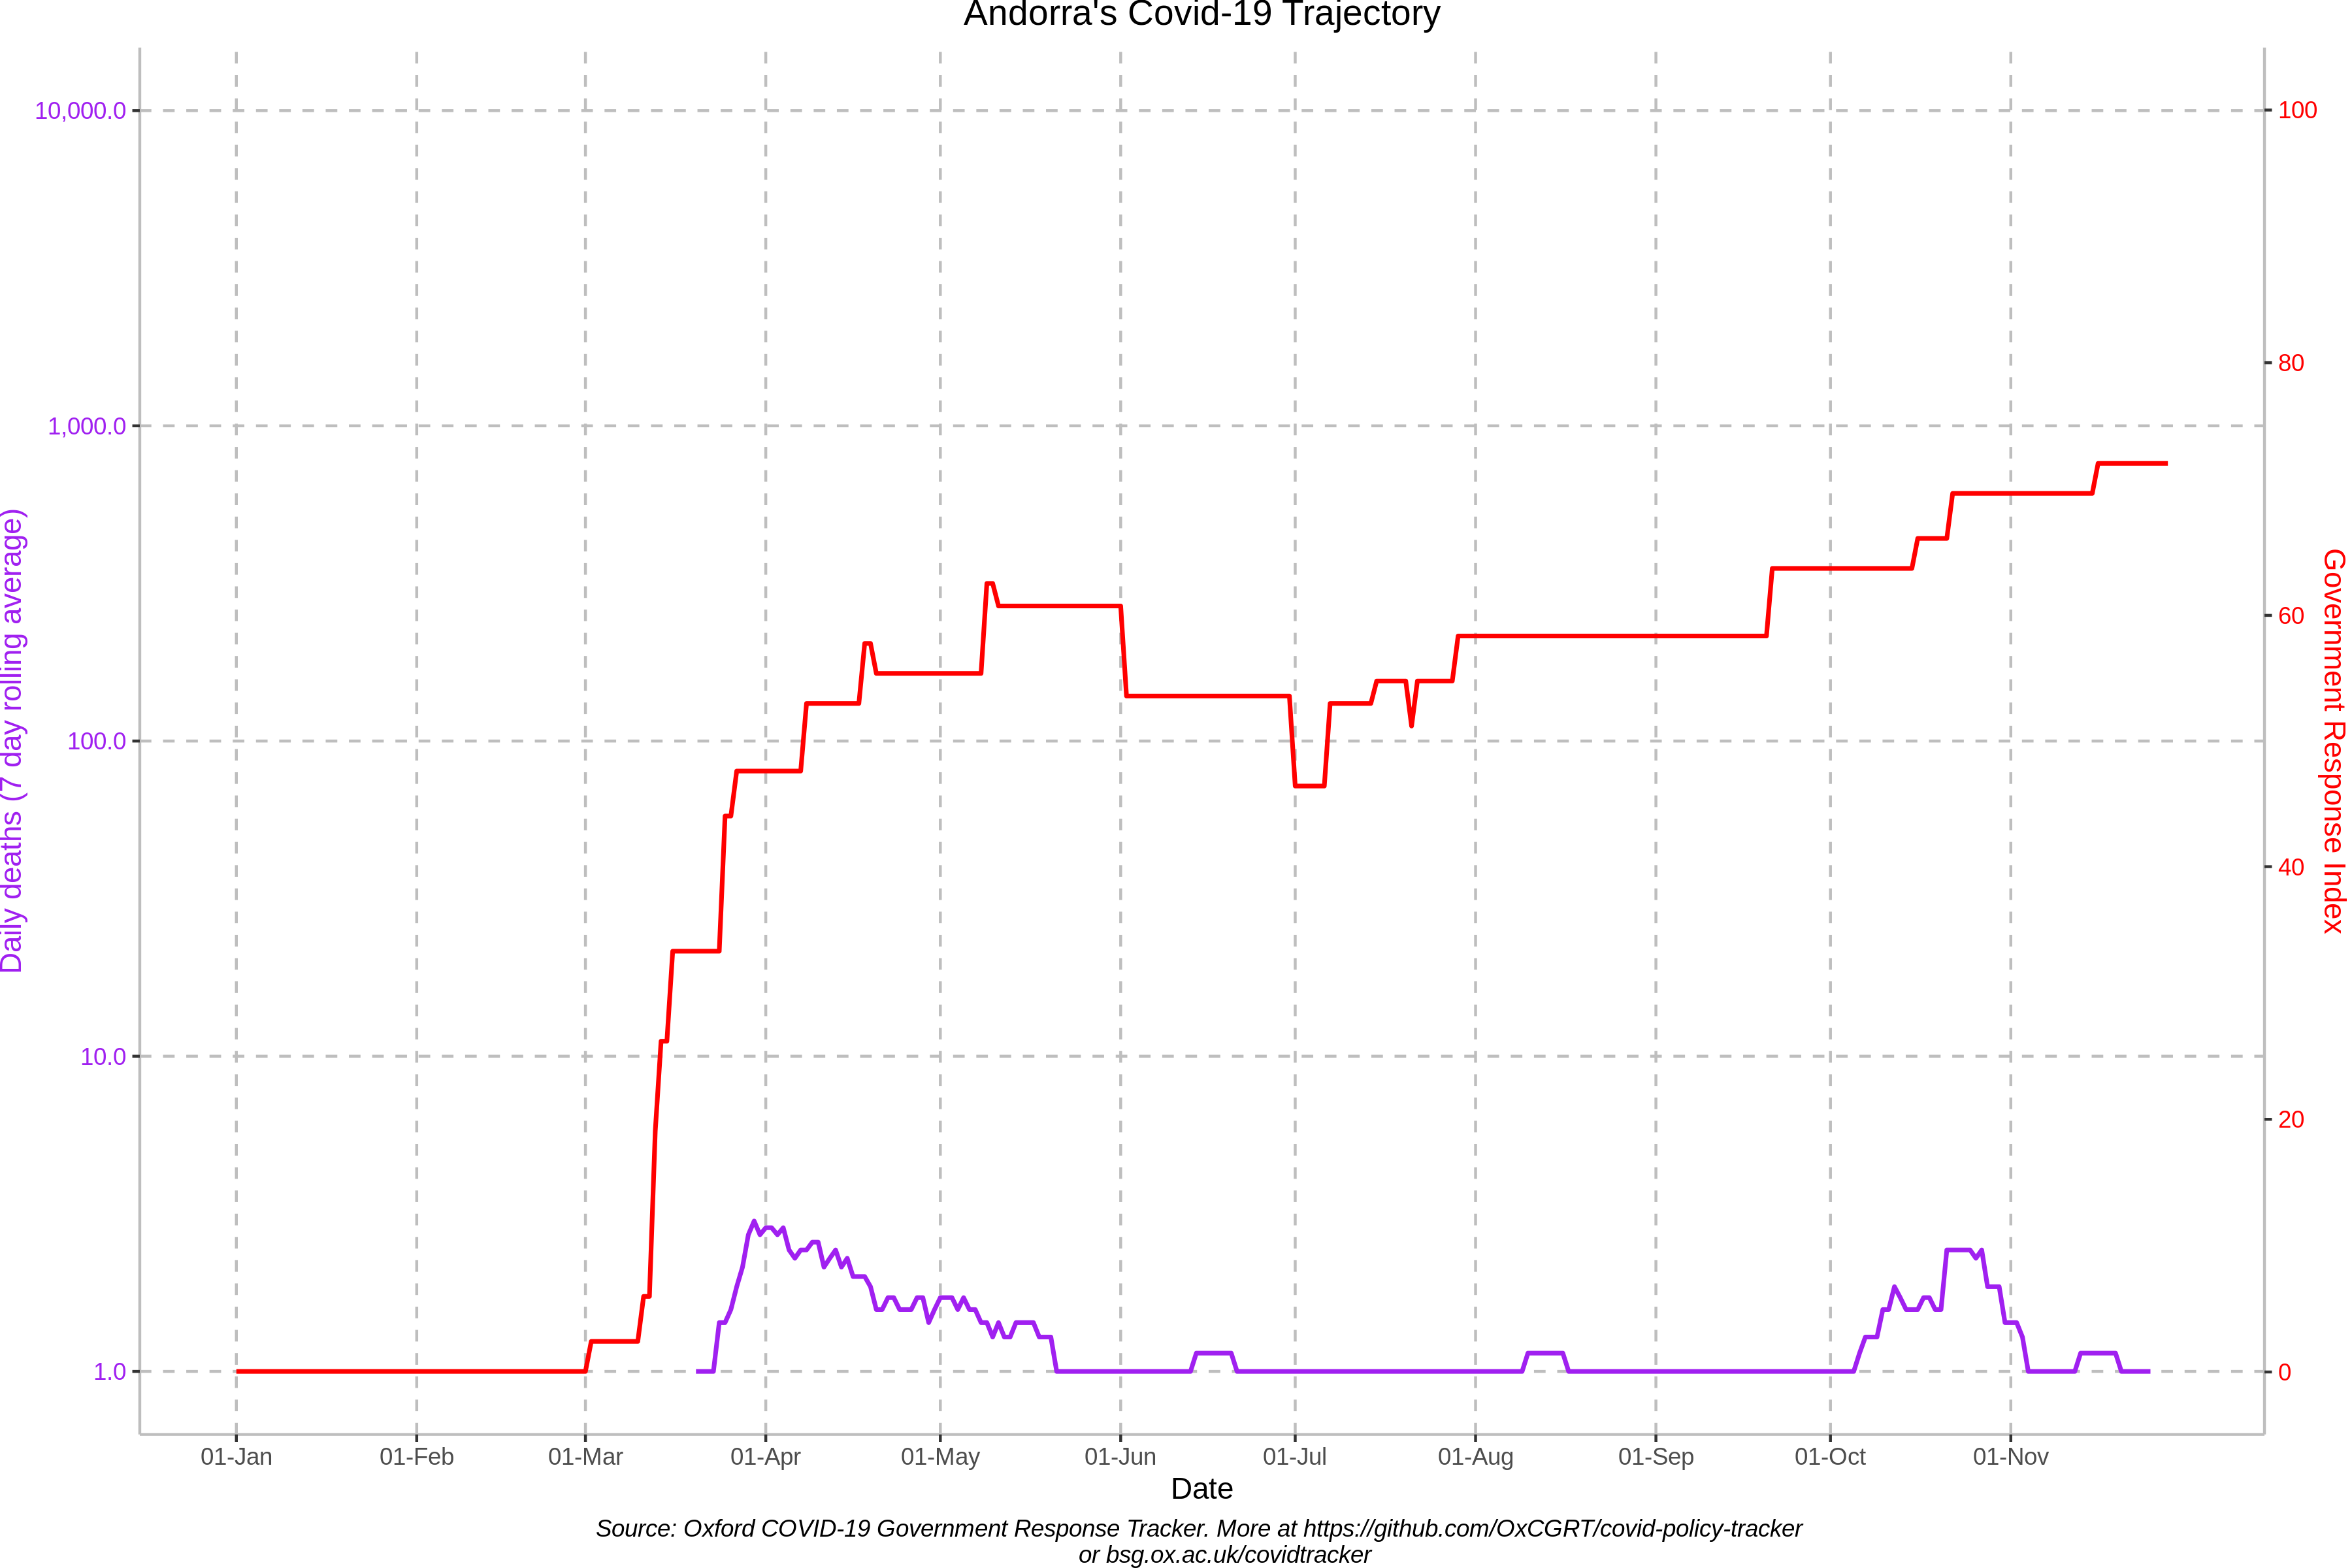 Andorra's Covid-19 Trajectory
10,000.0
1,000.0
100.0
10.0
1.0
Daily deaths (7 day rolling average)
100
80
60
40
20
0
Government Response Index
01-Jan 01-Feb 01-Mar 01-Apr 01-May 01-Jun 01-Jul 01-Aug 01-Sep 01-Oct 01-Nov
Date
Source: Oxford COVID-19 Government Response Tracker. More at https://github.com/OxCGRT/covid-policy-tracker
or bsg.ox.ac.uk/covidtracker